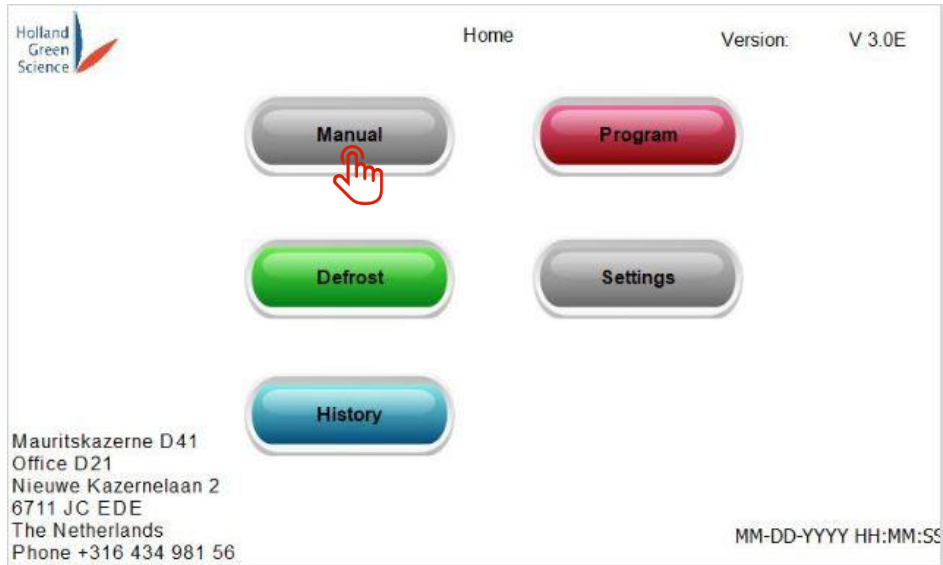 Holland
Green
Science
Home
Version: V 3.0E
Manual
Program
Defrost
Settings
History
Mauritskazerne D41
Office D21
Nieuwe Kazernelaan 2
6711 JC EDE
The Netherlands
Phone +316 434 981 56
MM-DD-YYYY HH:MM:SS